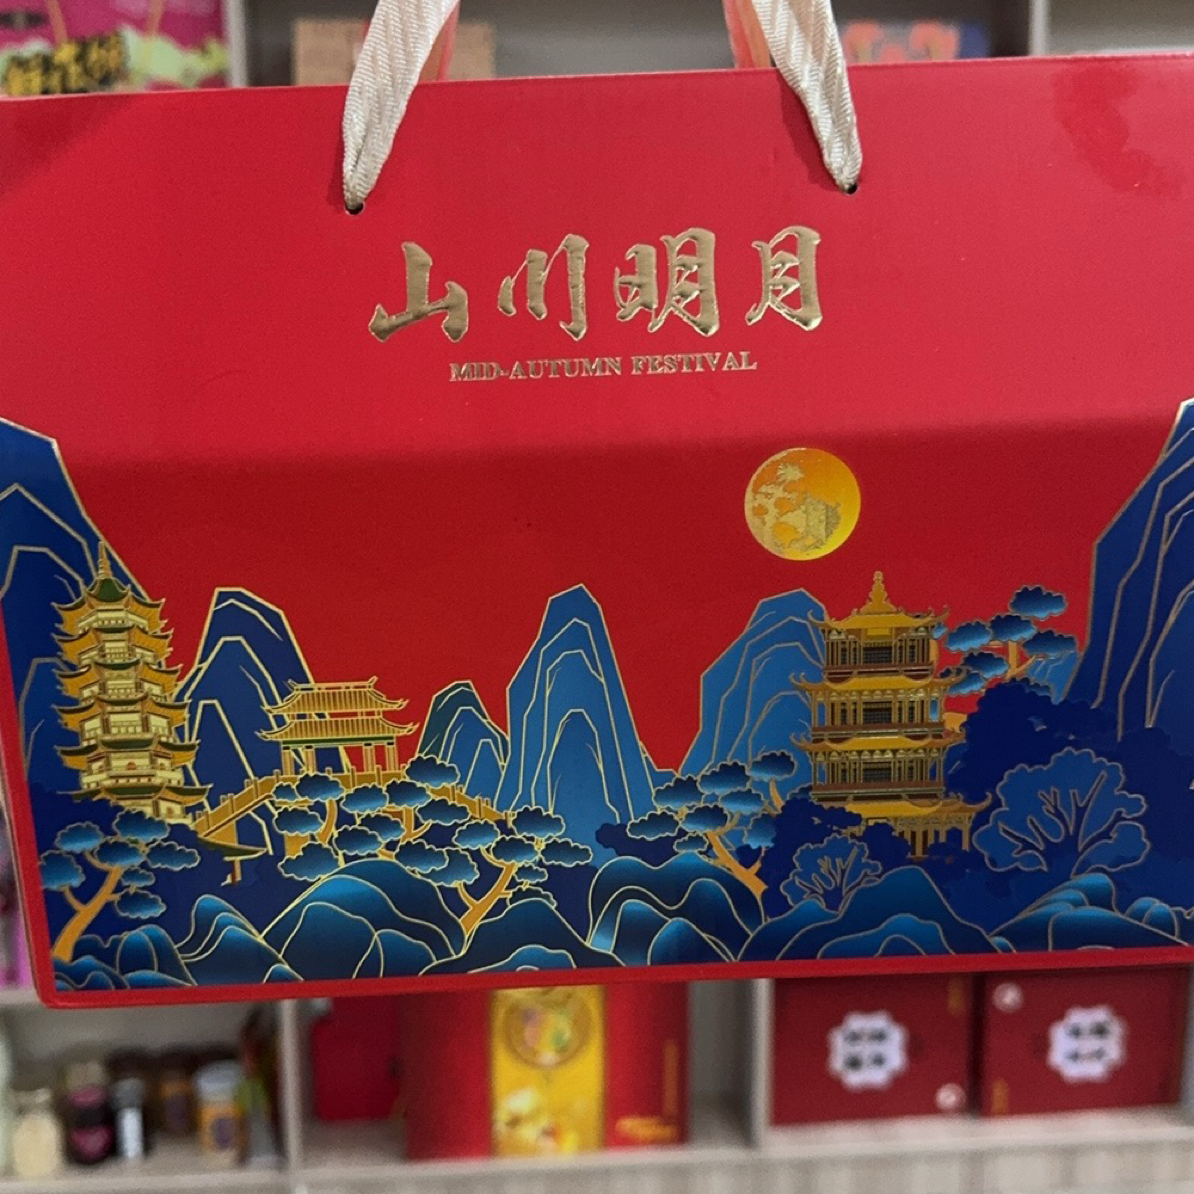 山川明月
MID-AUTUMN FESTIVAL